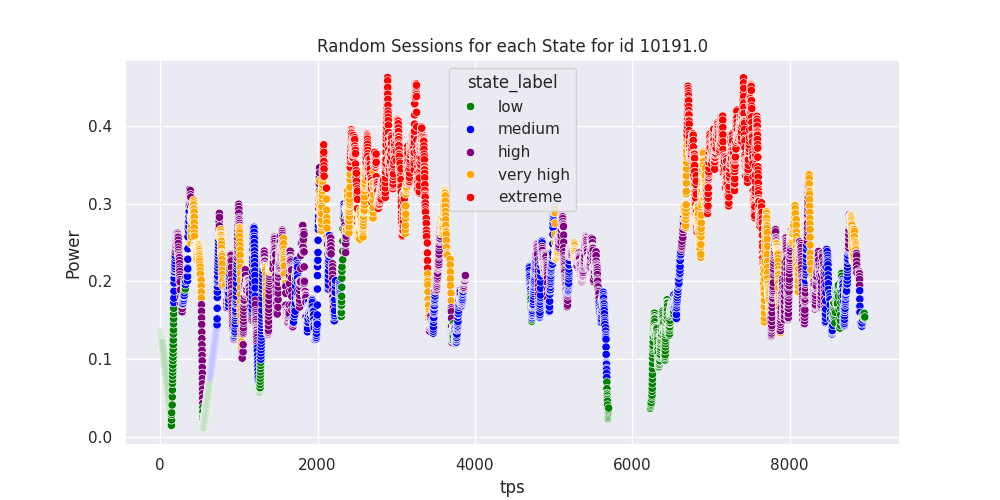 Random Sessions for each State for id 10191.0
state_label
low
medium
high
very high
extreme
Power
0.4
0.3
0.2
0.1
0.0
0 2000 4000 6000 8000
tps